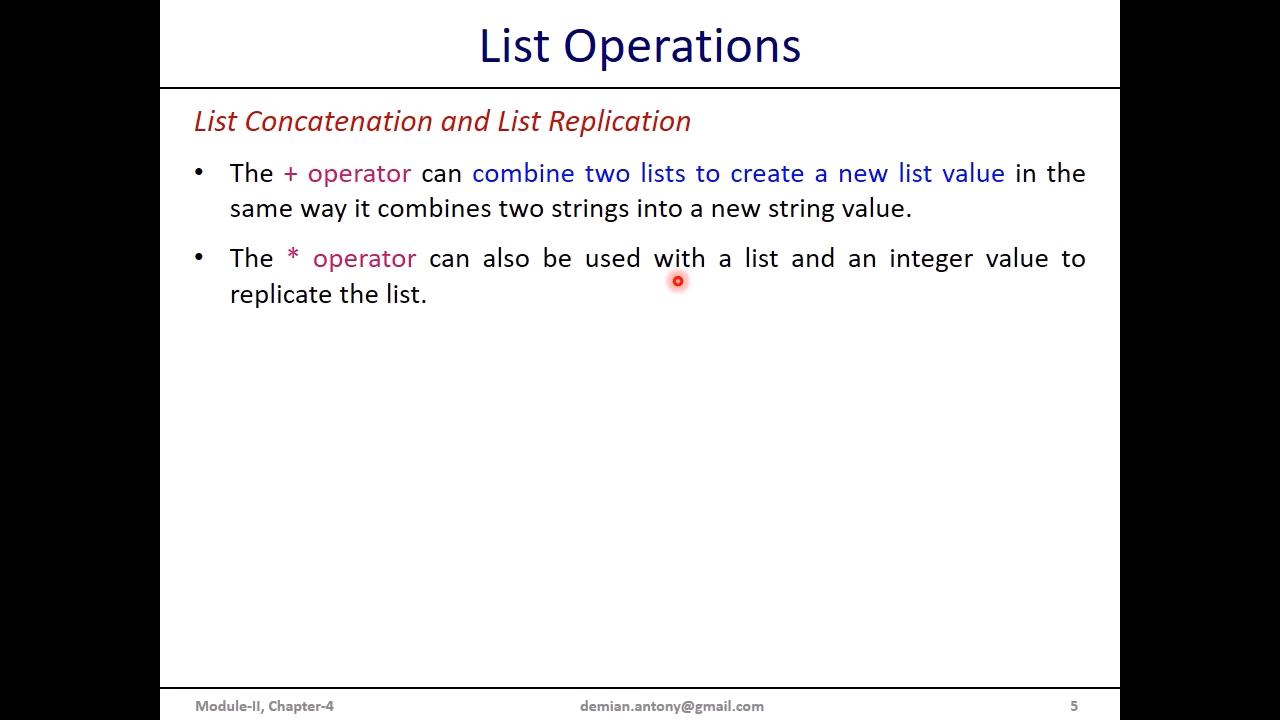 List Operations
List Concatenation and List Replication
• The + operator can combine two lists to create a new list value in the
same way it combines two strings into a new string value.
• The * operator can also be used with a list and an integer value to
replicate the list.
Module-II, Chapter-4 demian.antony@gmail.com 5